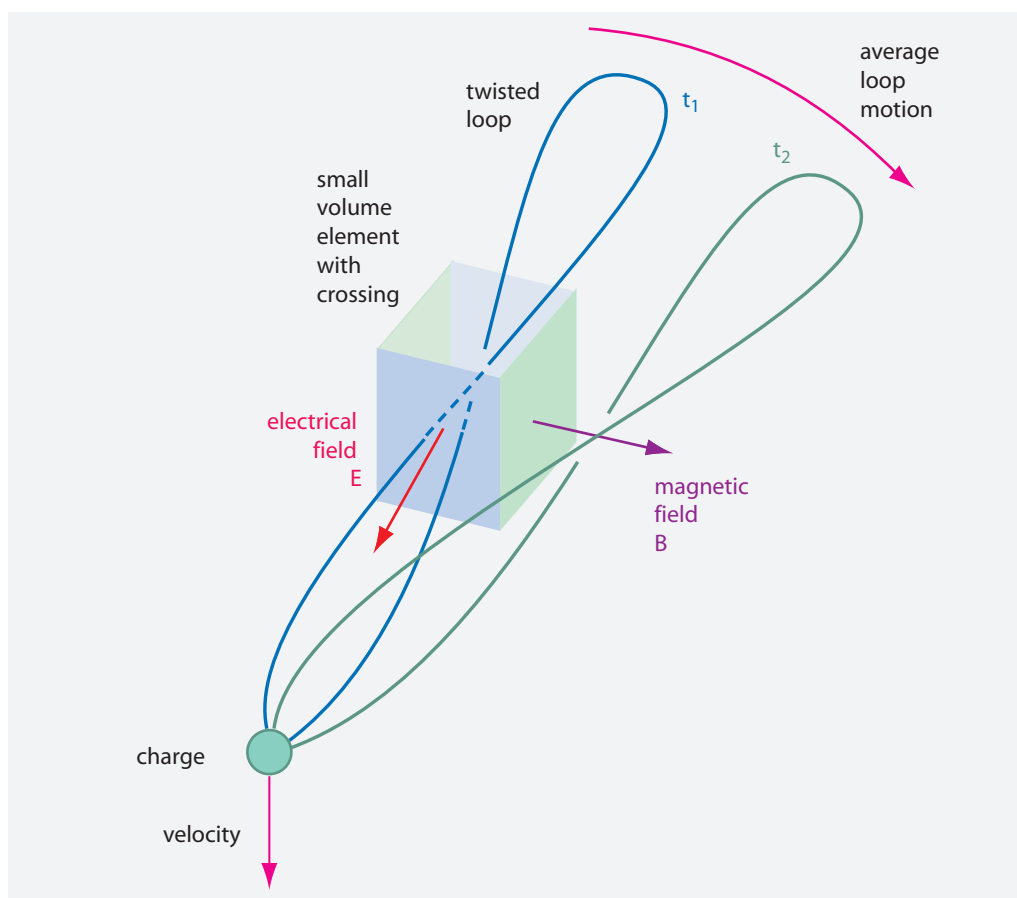 average
loop
motion
twisted
loop
t1
t2
small
volume
element
with
crossing
electrical
field
E
magnetic
field
B
charge
velocity